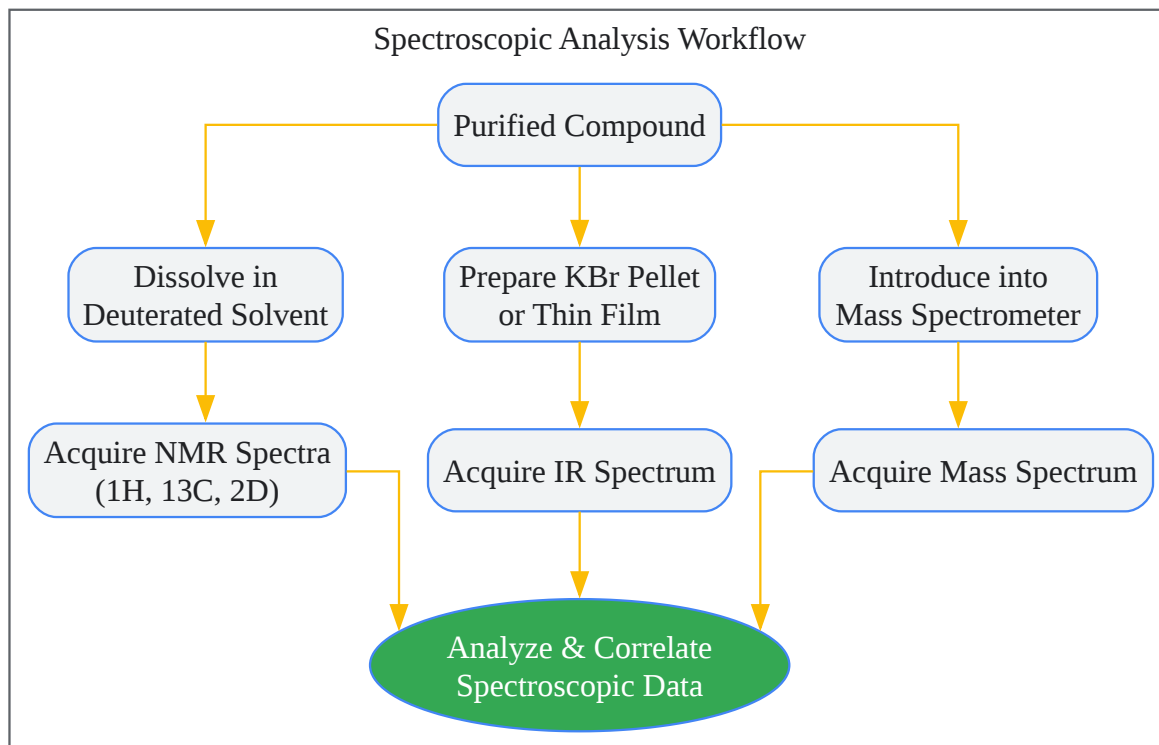 Spectroscopic Analysis Workflow
Purified Compound
Dissolve in
Deuterated Solvent
Prepare KBr Pellet
or Thin Film
Introduce into
Mass Spectrometer
Acquire NMR Spectra
(1H, 13C, 2D)
Acquire IR Spectrum
Acquire Mass Spectrum
Analyze & Correlate
Spectroscopic Data